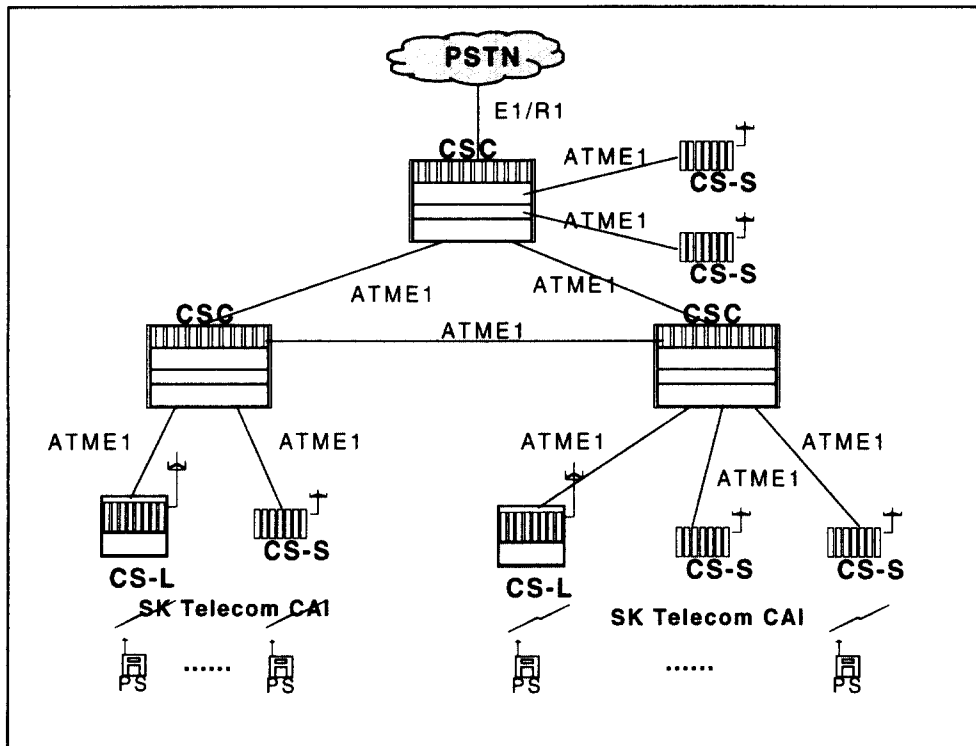 PSTN
E1/R1
CSC
ATME1
CS-S
ATME1
CS-S
ATME1
ATME1
CSC
ATME1
CSC
ATME1
ATME1
ATME1
ATME1
ATME1
CS-L
CS-S
CS-L
CS-S
CS-S
SK Telecom CAI
SK Telecom CAI
PS
......
PS
PS
......
PS